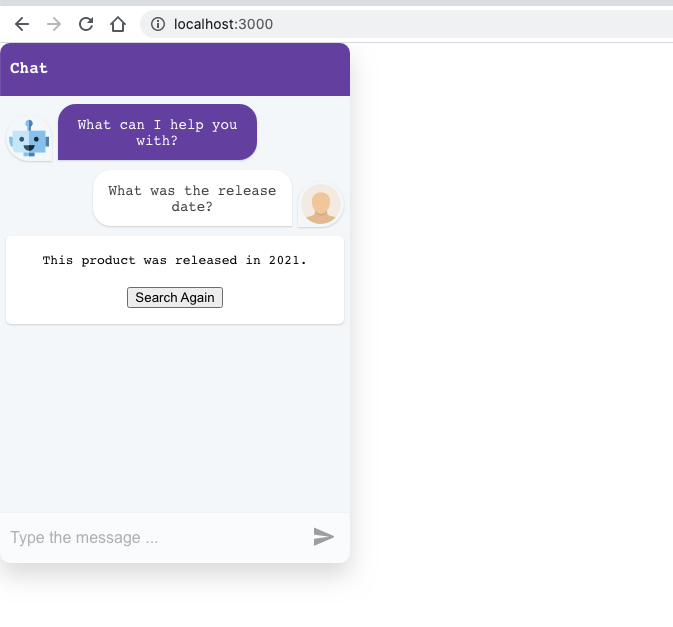 localhost:3000
Chat
What can I help you
with?
What was the release
date?
This product was released in 2021.
Search Again
Type the message ...